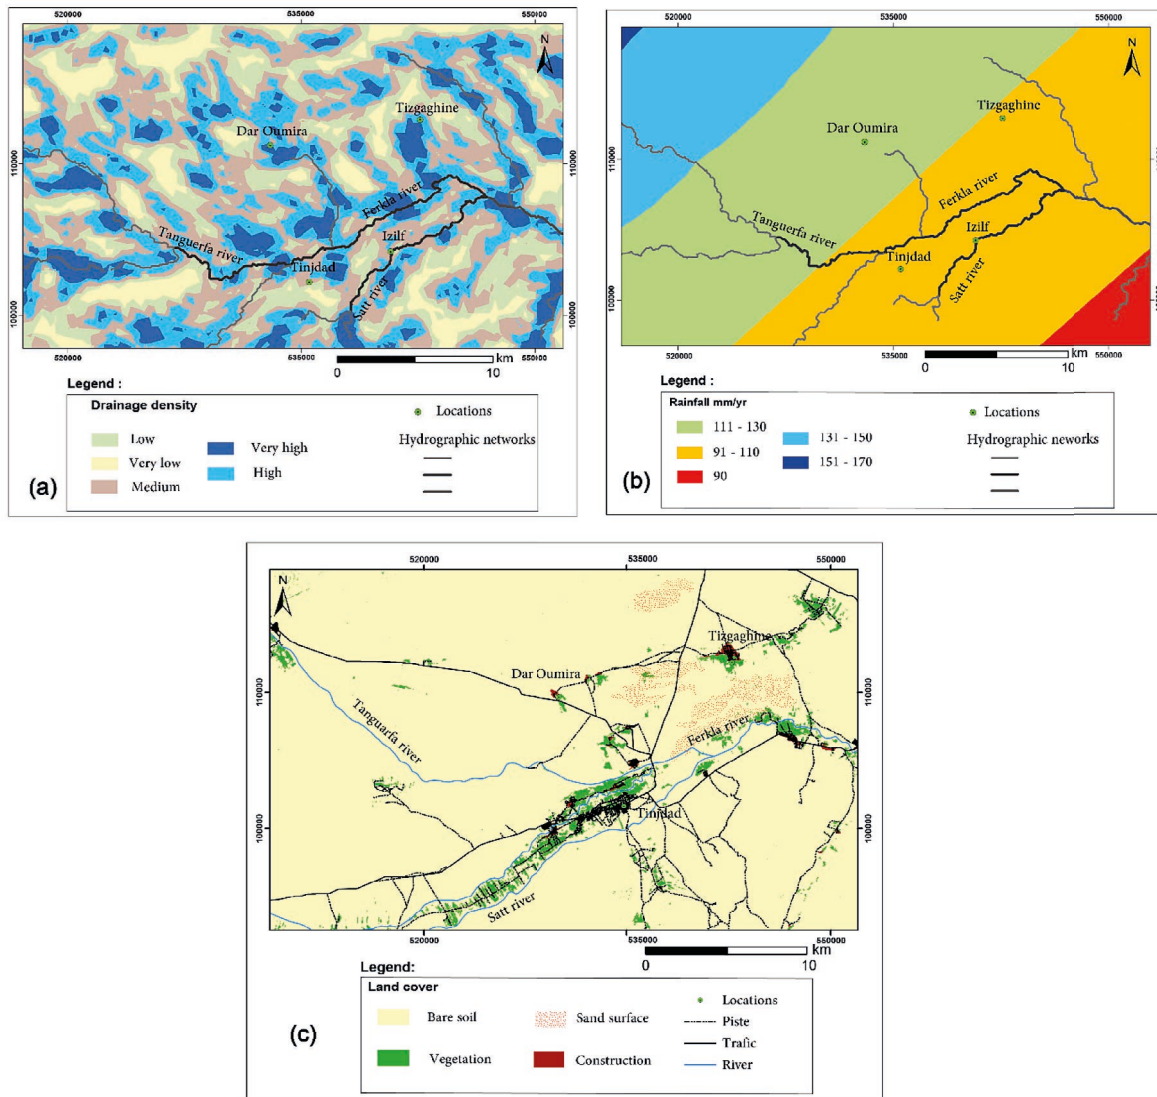 520000 535000 550000
N
Tizgaghine
Dar Oumira
110000 110000
Ferkla river
Tanguerfa river
Izilf
Tinjdad
Satt river
100000 100000
520000 535000 550000
km
0 10
Legend :
Drainage density
Low
Very low
Medium
Very high
High
Locations
Hydrographic networks
(a)
520000 535000 550000
N
Tizgaghine
Dar Oumira
110000
Ferkla river
Tanguerfa river
Izilf
Tinjdad
Satt river
100000
520000 535000 550000
km
0 10
Legend :
Rainfall mm/yr
111 - 130
91 - 110
90
131 - 150
151 - 170
Locations
Hydrographic neworks
(b)
520000 535000 550000
N
Tizgaghine
Dar Oumira
110000 110000
Tanguarfa river
Ferkla river
Tinjdad
100000 100000
Satt river
520000 535000 550000
km
0 10
Legend:
Land cover
Bare soil
Vegetation
Sand surface
Construction
Locations
Piste
Trafic
River
(c)